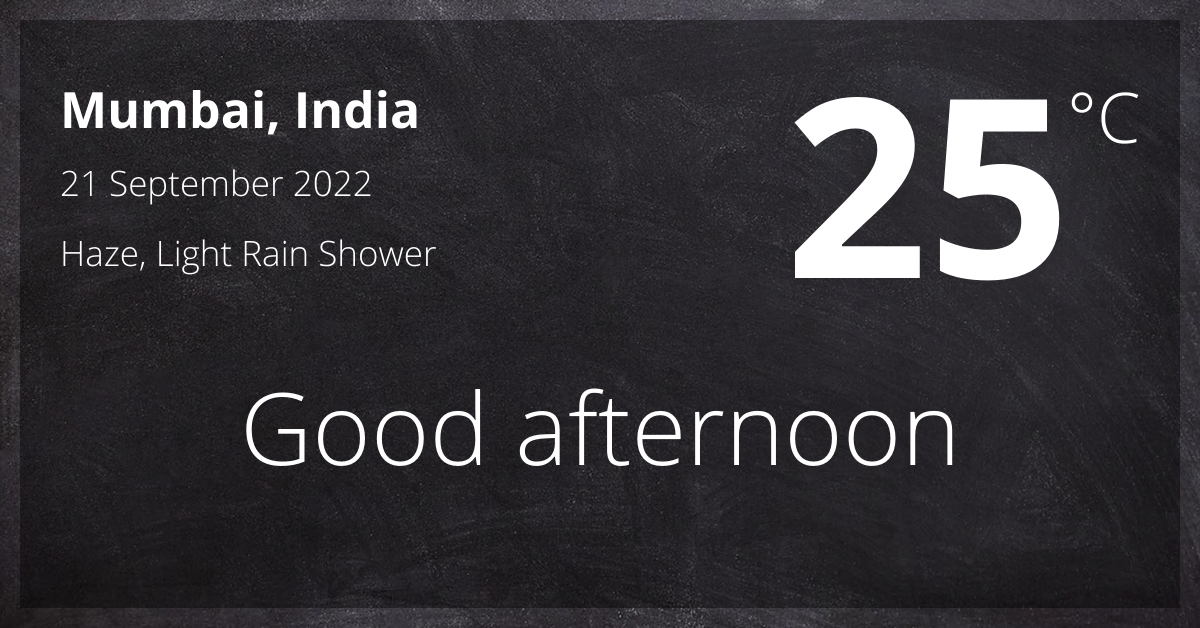 Mumbai, India
21 September 2022
Haze, Light Rain Shower
25 °C
Good afternoon